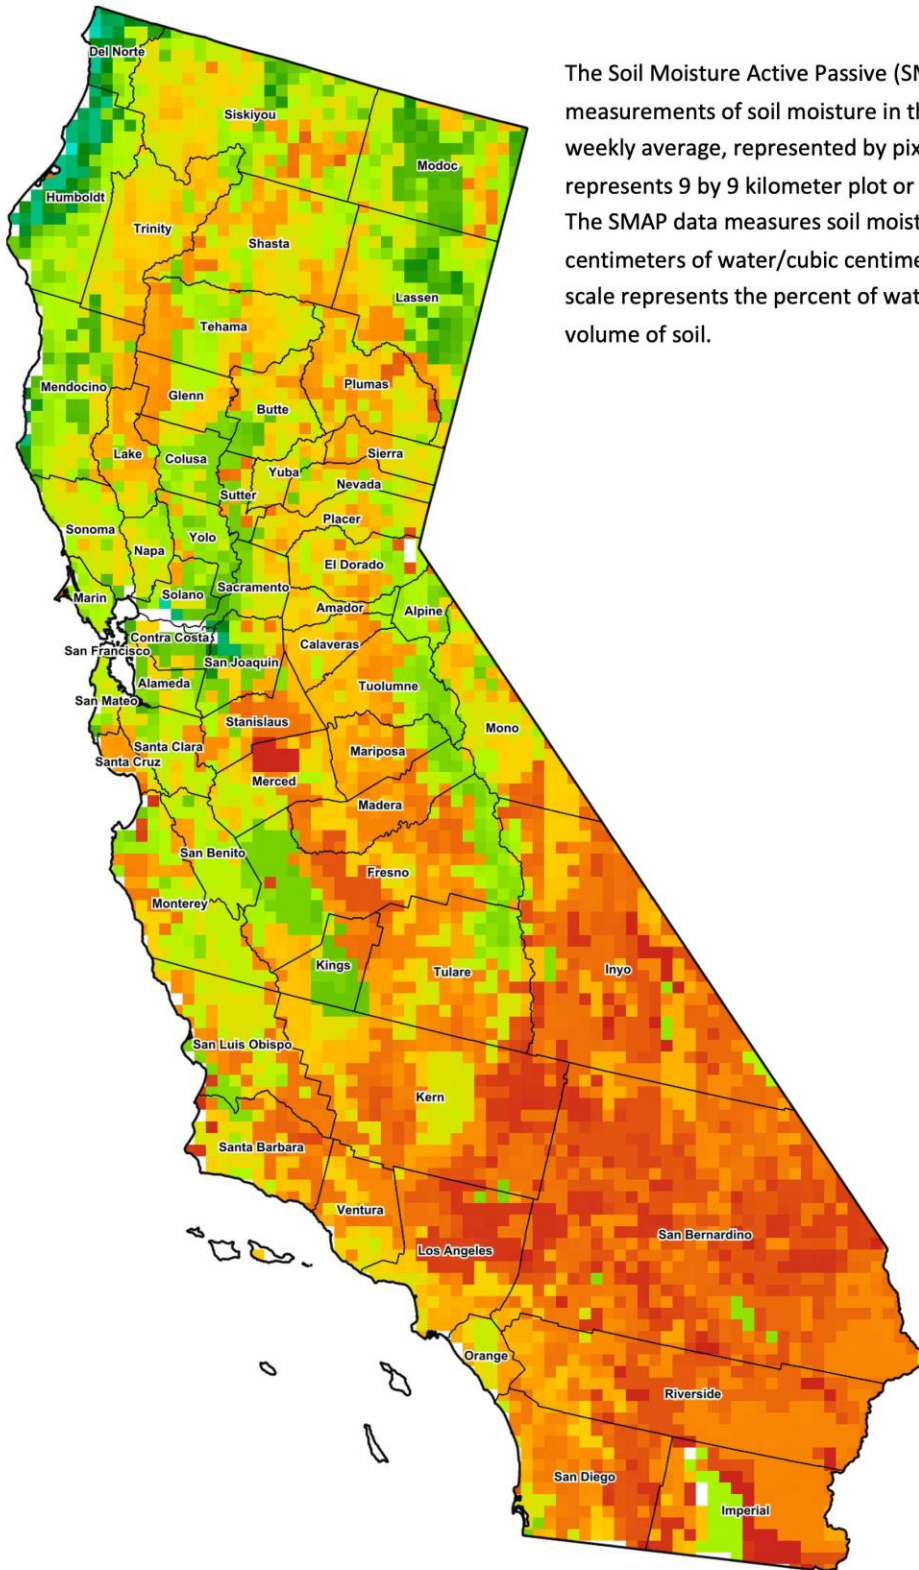 The Soil Moisture Active Passive (SM
measurements of soil moisture in th
weekly average, represented by pix
represents 9 by 9 kilometer plot or
The SMAP data measures soil moist
centimeters of water/cubic centime
scale represents the percent of wat
volume of soil.
Del Norte
Siskiyou
Modoc
Humboldt
Trinity
Shasta
Lassen
Tehama
Mendocino
Glenn
Plumas
Butte
Lake
Colusa
Sierra
Yuba
Nevada
Sutter
Placer
Sonoma
Yolo
Napa
El Dorado
Sacramento
Solano
Marin
Amador
Alpine
Contra Costa
Calaveras
San Francisco
San Joaquin
Alameda
Tuolumne
San Mateo
Stanislaus
Mono
Santa Clara
Mariposa
Santa Cruz
Merced
Madera
San Benito
Fresno
Monterey
Kings
Tulare
Inyo
San Luis Obispo
Kern
Santa Barbara
Ventura
San Bernardino
Los Angeles
Orange
Riverside
San Diego
Imperial